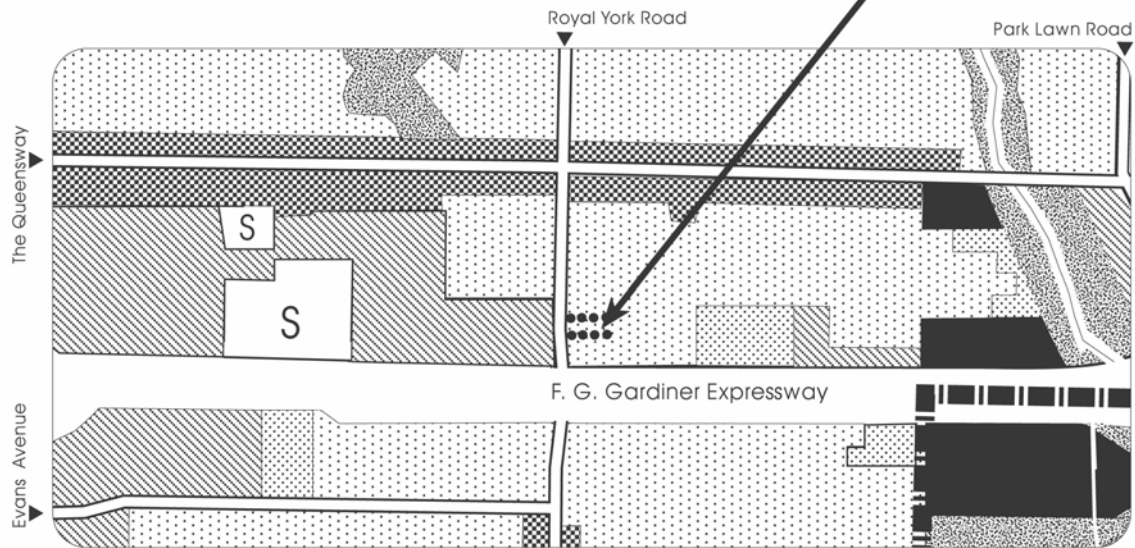 Royal York Road
Park Lawn Road
The Queensway
S
S
F. G. Gardiner Expressway
Evans Avenue